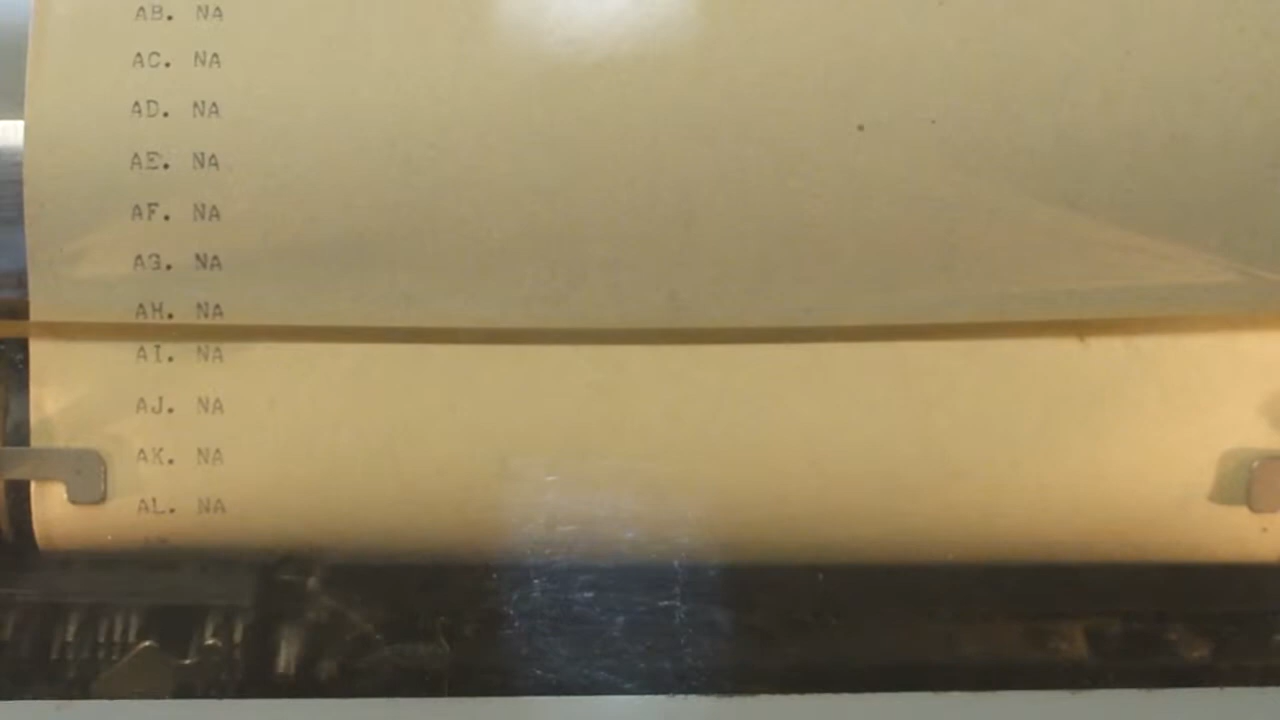 AB. NA
AC. NA
AD. NA
AE. NA
AF. NA
AG. NA
AH. NA
AI. NA
AJ. NA
AK. NA
AL. NA